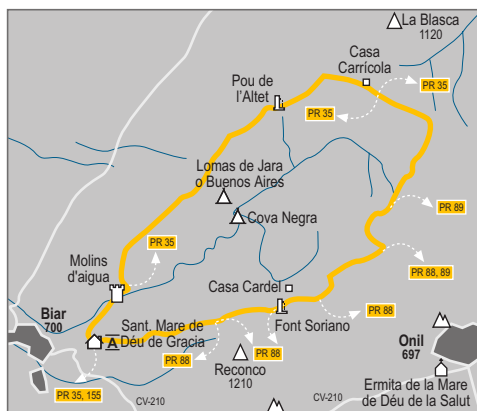 La Blasca
1120
Casa
Carrícola
Pou de
l'Altet
PR 35
PR 35
Lomas de Jara
o Buenos Aires
Cova Negra
PR 89
PR 35
Molins
d'aigua
PR 88, 89
Casa Cardel
Biar
700
Sant. Mare de
Déu de Gracia
A
Font Soriano
PR 88
PR 88
PR 88
Onil
697
Reconco
1210
PR 35, 155
CV-210
CV-210
Ermita de la Mare
de Déu de la Salut